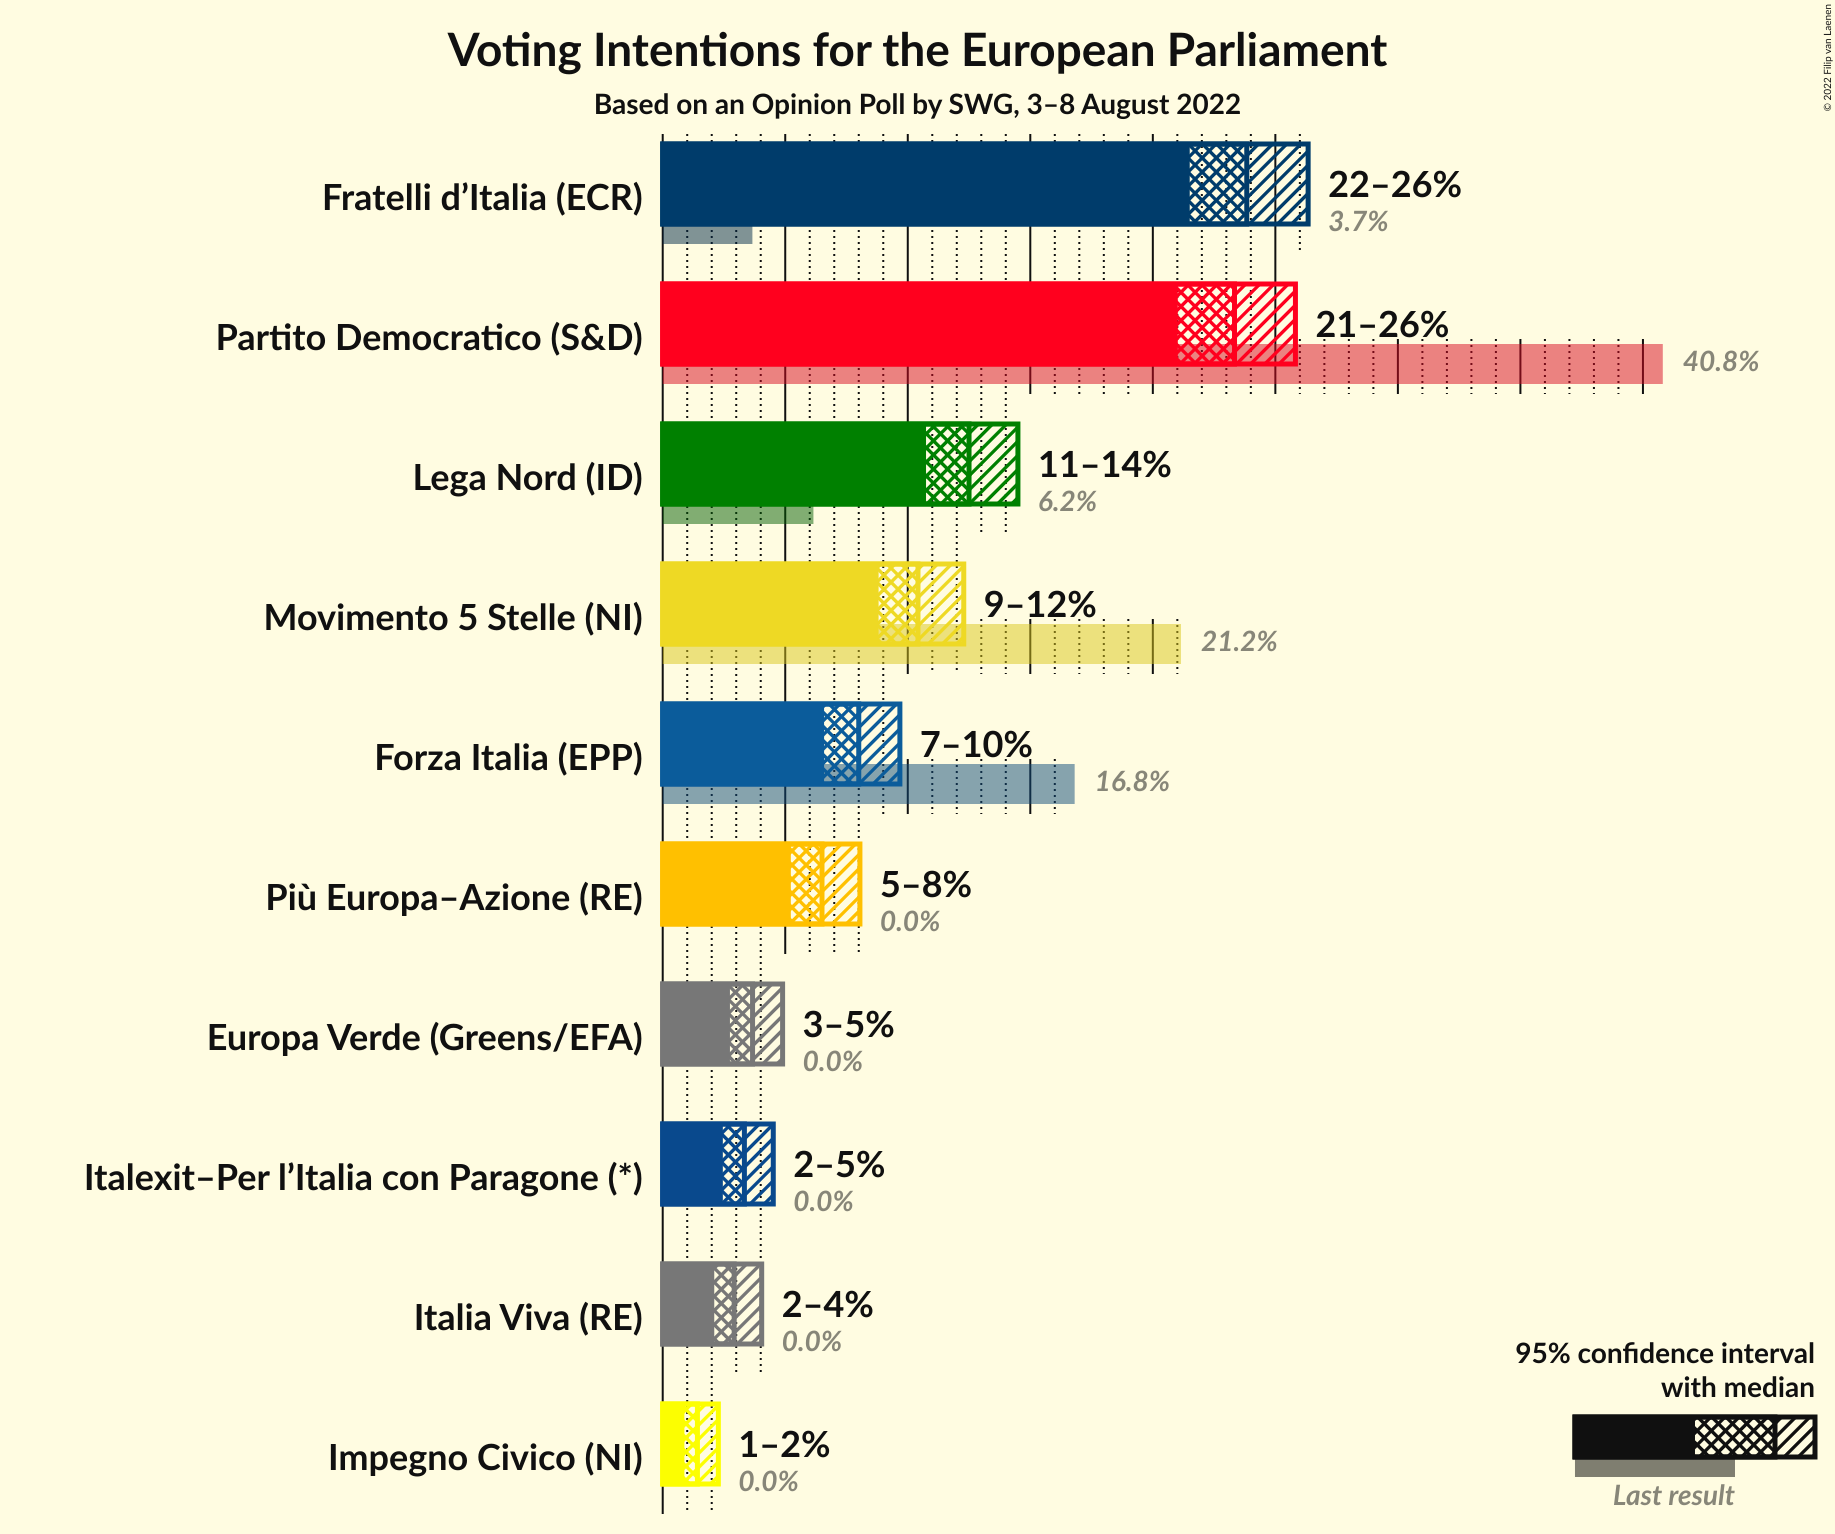 Voting Intentions for the European Parliament
Based on an Opinion Poll by SWG, 3–8 August 2022
© 2022 Filip van Laenen
Fratelli d’Italia (ECR)
22–26%
3.7%
Partito Democratico (S&D)
21–26%
40.8%
Lega Nord (ID)
11–14%
6.2%
Movimento 5 Stelle (NI)
9–12%
21.2%
Forza Italia (EPP)
7–10%
16.8%
Più Europa–Azione (RE)
5–8%
0.0%
Europa Verde (Greens/EFA)
3–5%
0.0%
Italexit–Per l’Italia con Paragone (*)
2–5%
0.0%
Italia Viva (RE)
2–4%
0.0%
Impegno Civico (NI)
1–2%
0.0%
95% confidence interval
with median
Last result